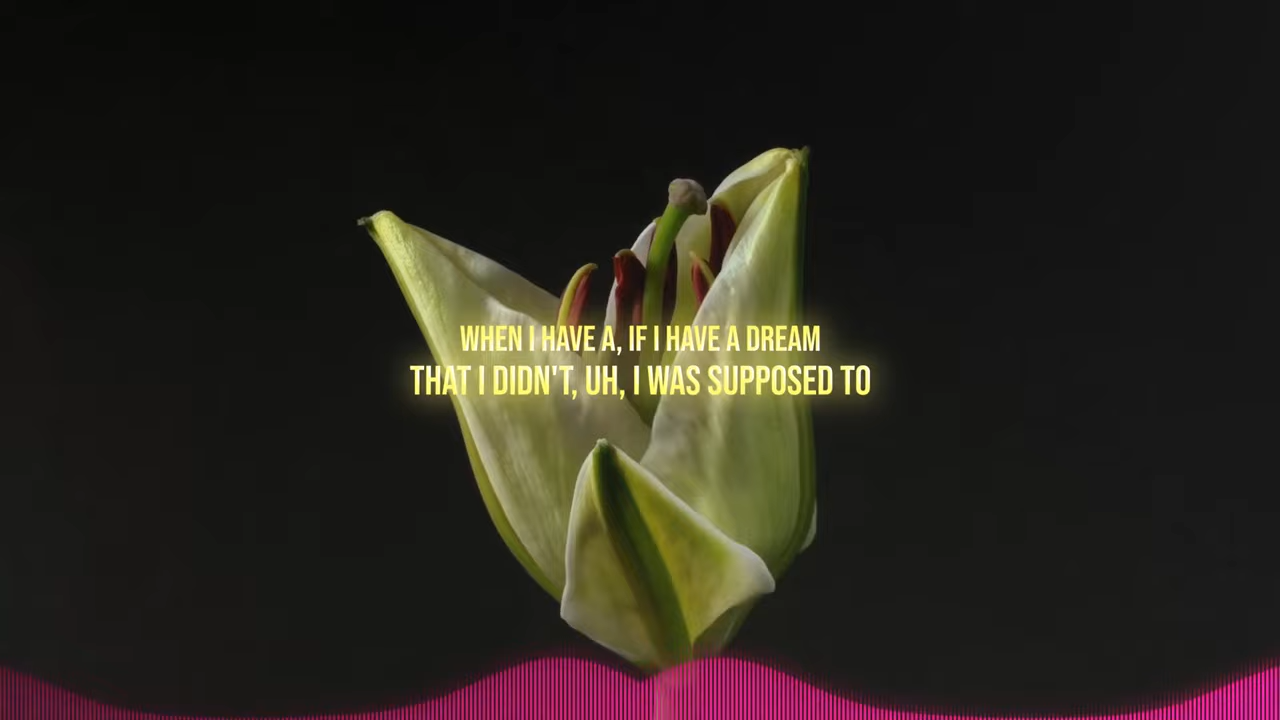 WHEN I HAVE A, IF I HAVE A DREAM
THAT I DIDN'T, UH, I WAS SUPPOSED TO